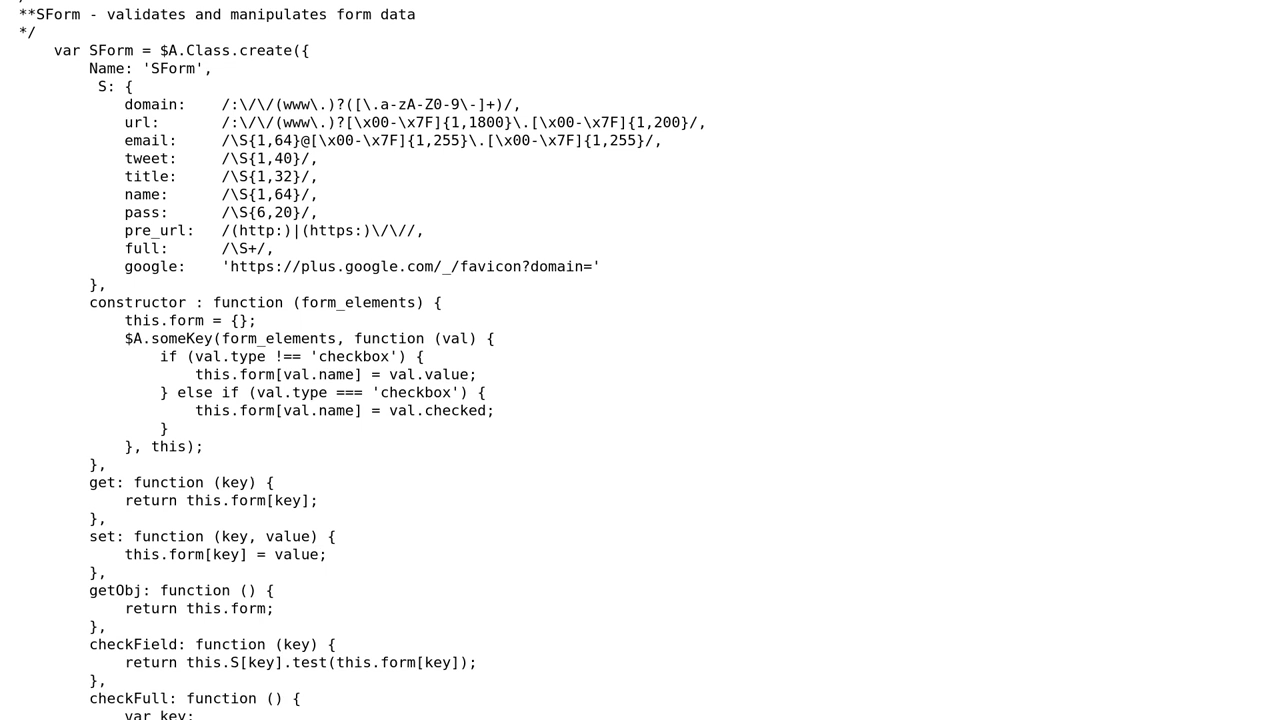 **SForm - validates and manipulates form data
*/
    var SForm = $A.Class.create({
        Name: 'SForm',
         S: {
            domain:    /:\/\/(www\.)?([\.a-zA-Z0-9\-]+)/,
            url:       /:\/\/(www\.)?[\x00-\x7F]{1,1800}\.[\x00-\x7F]{1,200}/,
            email:     /\S{1,64}@[\x00-\x7F]{1,255}\.[\x00-\x7F]{1,255}/,
            tweet:     /\S{1,40}/,
            title:     /\S{1,32}/,
            name:      /\S{1,64}/,
            pass:      /\S{6,20}/,
            pre_url:   /(http:)|(https:)\/\//,
            full:      /\S+/,
            google:    'https://plus.google.com/_/favicon?domain='
        },
        constructor : function (form_elements) {
            this.form = {};
            $A.someKey(form_elements, function (val) {
                if (val.type !== 'checkbox') {
                    this.form[val.name] = val.value;
                } else if (val.type === 'checkbox') {
                    this.form[val.name] = val.checked;
                }
            }, this);
        },
        get: function (key) {
            return this.form[key];
        },
        set: function (key, value) {
            this.form[key] = value;
        },
        getObj: function () {
            return this.form;
        },
        checkField: function (key) {
            return this.S[key].test(this.form[key]);
        },
        checkFull: function () {
            var key;